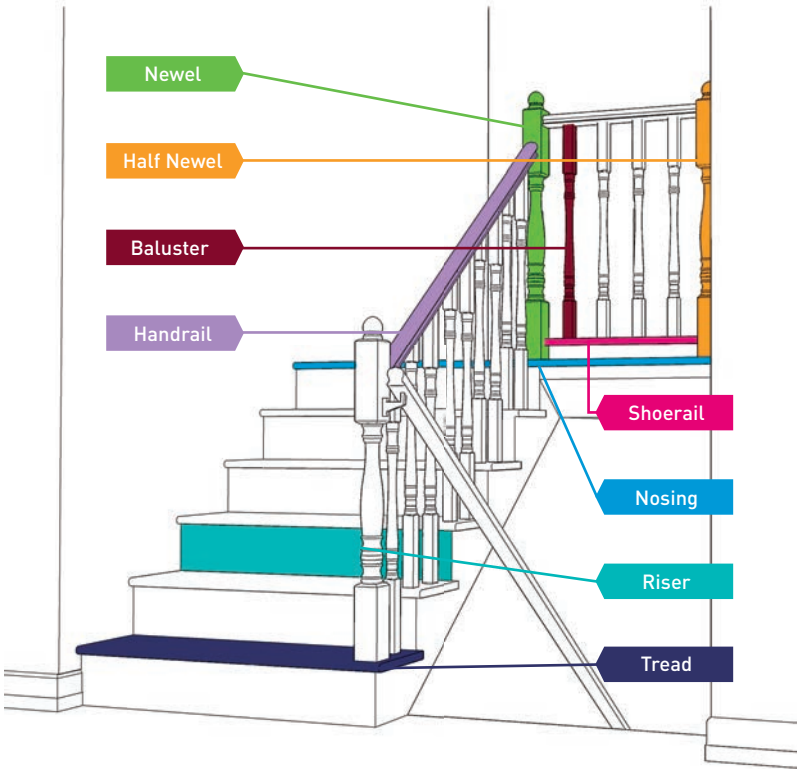 Newel
Half Newel
Baluster
Handrail
Shoerail
Nosing
Riser
Tread